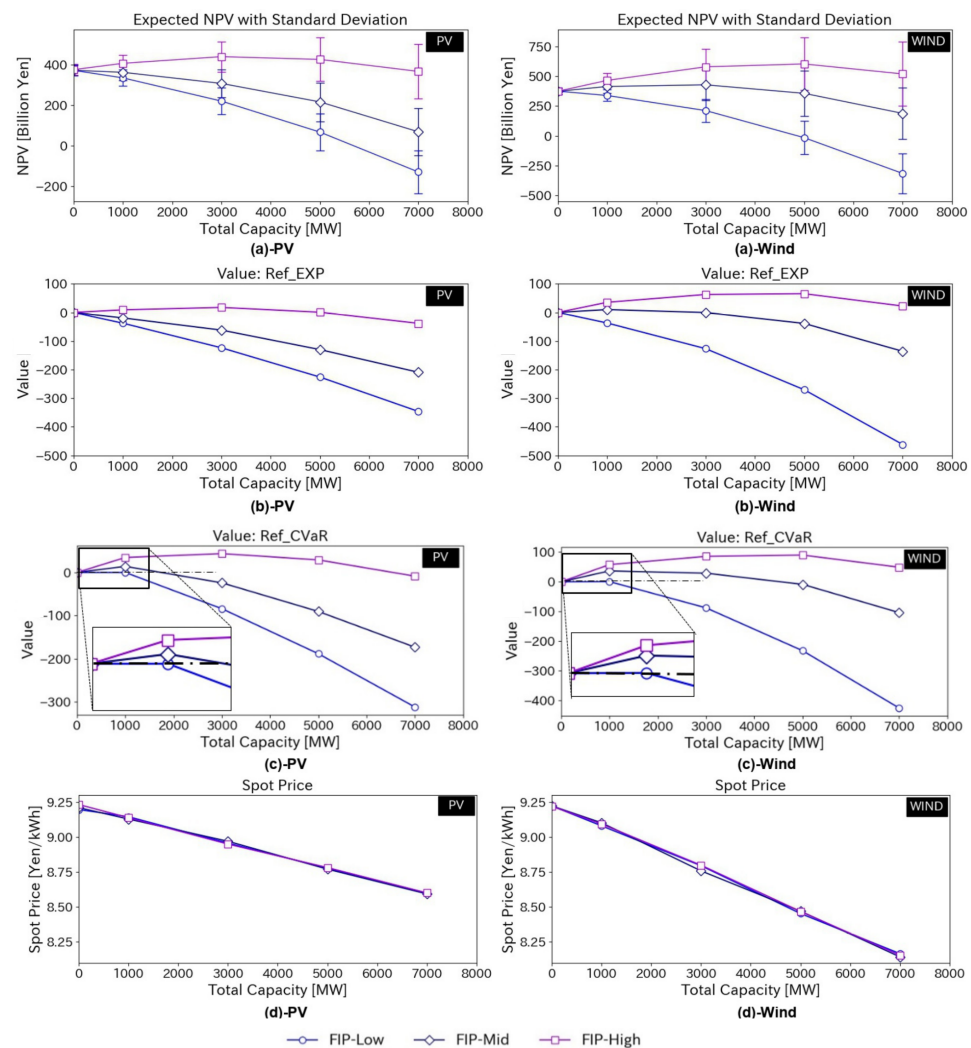 Expected NPV with Standard Deviation
PV
NPV [Billion Yen]
400
200
0
−200
0 1000 2000 3000 4000 5000 6000 7000 8000
Total Capacity [MW]
(a)-PV
Expected NPV with Standard Deviation
WIND
NPV [Billion Yen]
750
500
250
0
−250
−500
0 1000 2000 3000 4000 5000 6000 7000 8000
Total Capacity [MW]
(a)-Wind
Value: Ref_EXP
PV
Value
100
0
−100
−200
−300
−400
−500
0 1000 2000 3000 4000 5000 6000 7000 8000
Total Capacity [MW]
(b)-PV
Value: Ref_EXP
WIND
Value
100
0
−100
−200
−300
−400
−500
0 1000 2000 3000 4000 5000 6000 7000 8000
Total Capacity [MW]
(b)-Wind
Value: Ref_CVaR
PV
Value
0
−100
−200
−300
0 1000 2000 3000 4000 5000 6000 7000 8000
Total Capacity [MW]
(c)-PV
Value: Ref_CVaR
WIND
Value
100
0
−100
−200
−300
−400
0 1000 2000 3000 4000 5000 6000 7000 8000
Total Capacity [MW]
(c)-Wind
Spot Price
PV
Spot Price [Yen/kWh]
9.25
9.00
8.75
8.50
8.25
0 1000 2000 3000 4000 5000 6000 7000 8000
Total Capacity [MW]
(d)-PV
Spot Price
WIND
Spot Price [Yen/kWh]
9.25
9.00
8.75
8.50
8.25
0 1000 2000 3000 4000 5000 6000 7000 8000
Total Capacity [MW]
(d)-Wind
FIP-Low FIP-Mid FIP-High